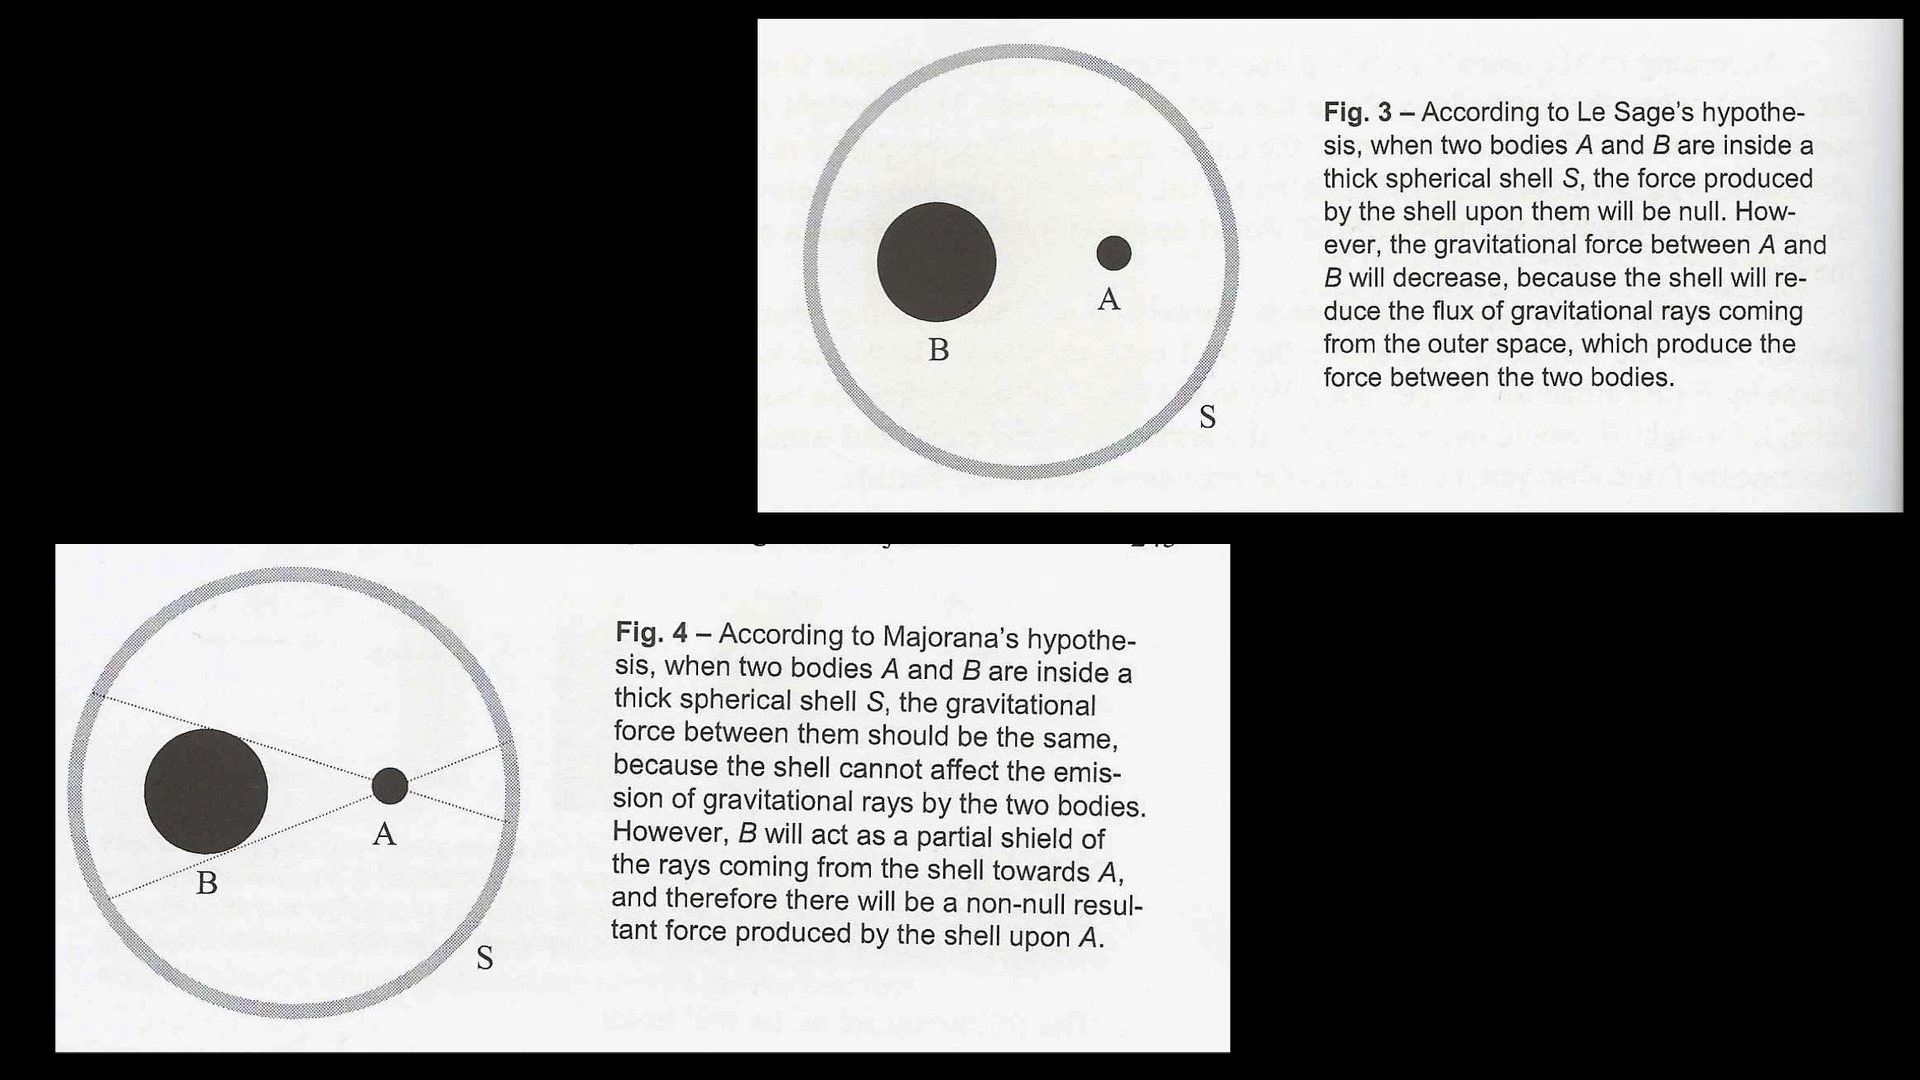 Fig. 3 – According to Le Sage's hypothe-
sis, when two bodies A and B are inside a
thick spherical shell S, the force produced
by the shell upon them will be null. How-
ever, the gravitational force between A and
B will decrease, because the shell will re-
duce the flux of gravitational rays coming
from the outer space, which produce the
force between the two bodies.
A
B
S
Fig. 4 – According to Majorana's hypothe-
sis, when two bodies A and B are inside a
thick spherical shell S, the gravitational
force between them should be the same,
because the shell cannot affect the emis-
sion of gravitational rays by the two bodies.
However, B will act as a partial shield of
the rays coming from the shell towards A,
and therefore there will be a non-null resul-
tant force produced by the shell upon A.
A
B
S